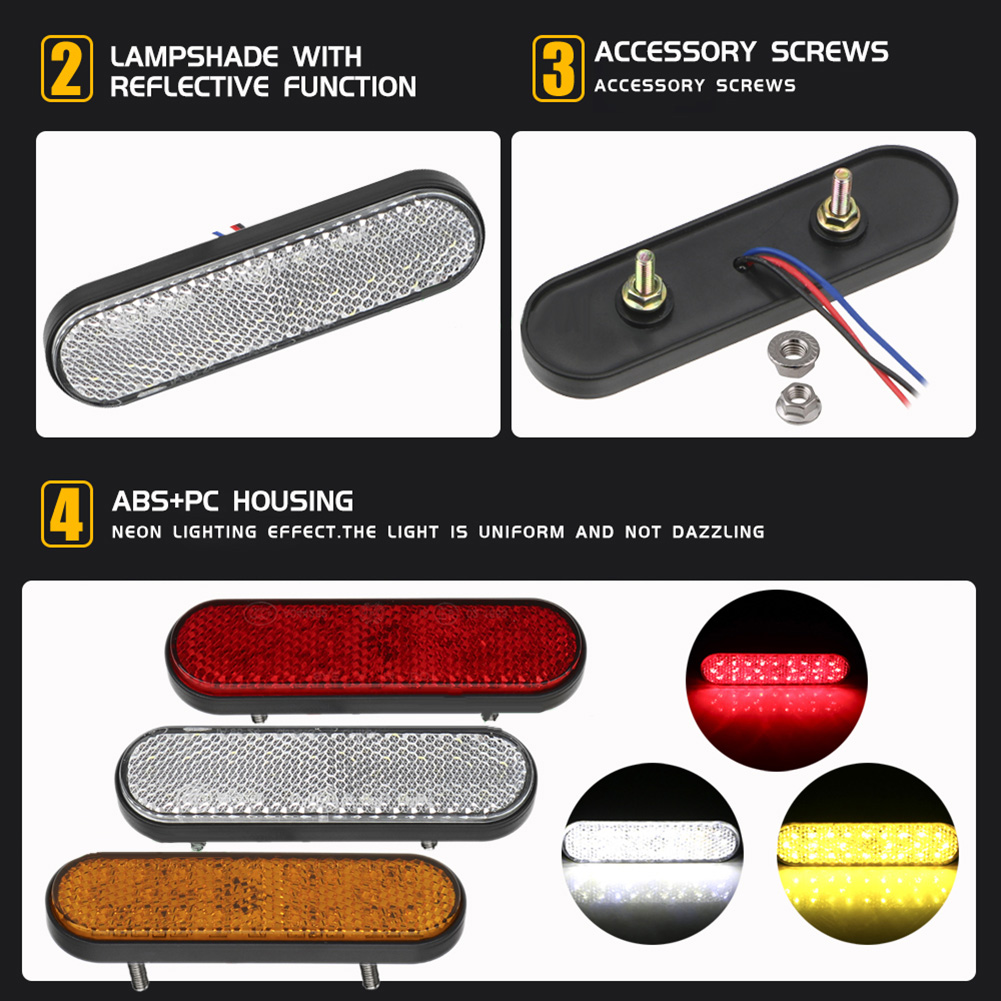 2
LAMPSHADE WITH
REFLECTIVE FUNCTION
3
ACCESSORY SCREWS
ACCESSORY SCREWS
4
ABS+PC HOUSING
NEON LIGHTING EFFECT.THE LIGHT IS UNIFORM AND NOT DAZZLING